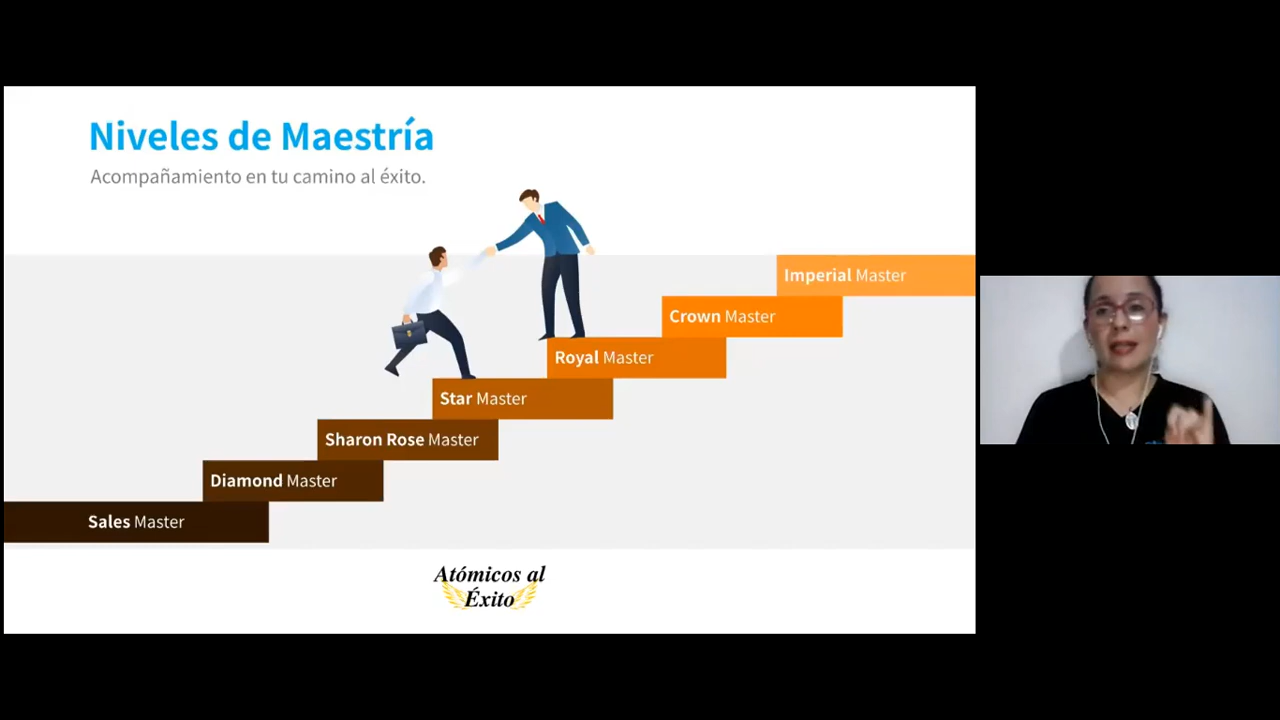 Niveles de Maestría
Acompañamiento en tu camino al éxito.
Imperial Master
Crown Master
Royal Master
Star Master
Sharon Rose Master
Diamond Master
Sales Master
Atómicos al
Éxito